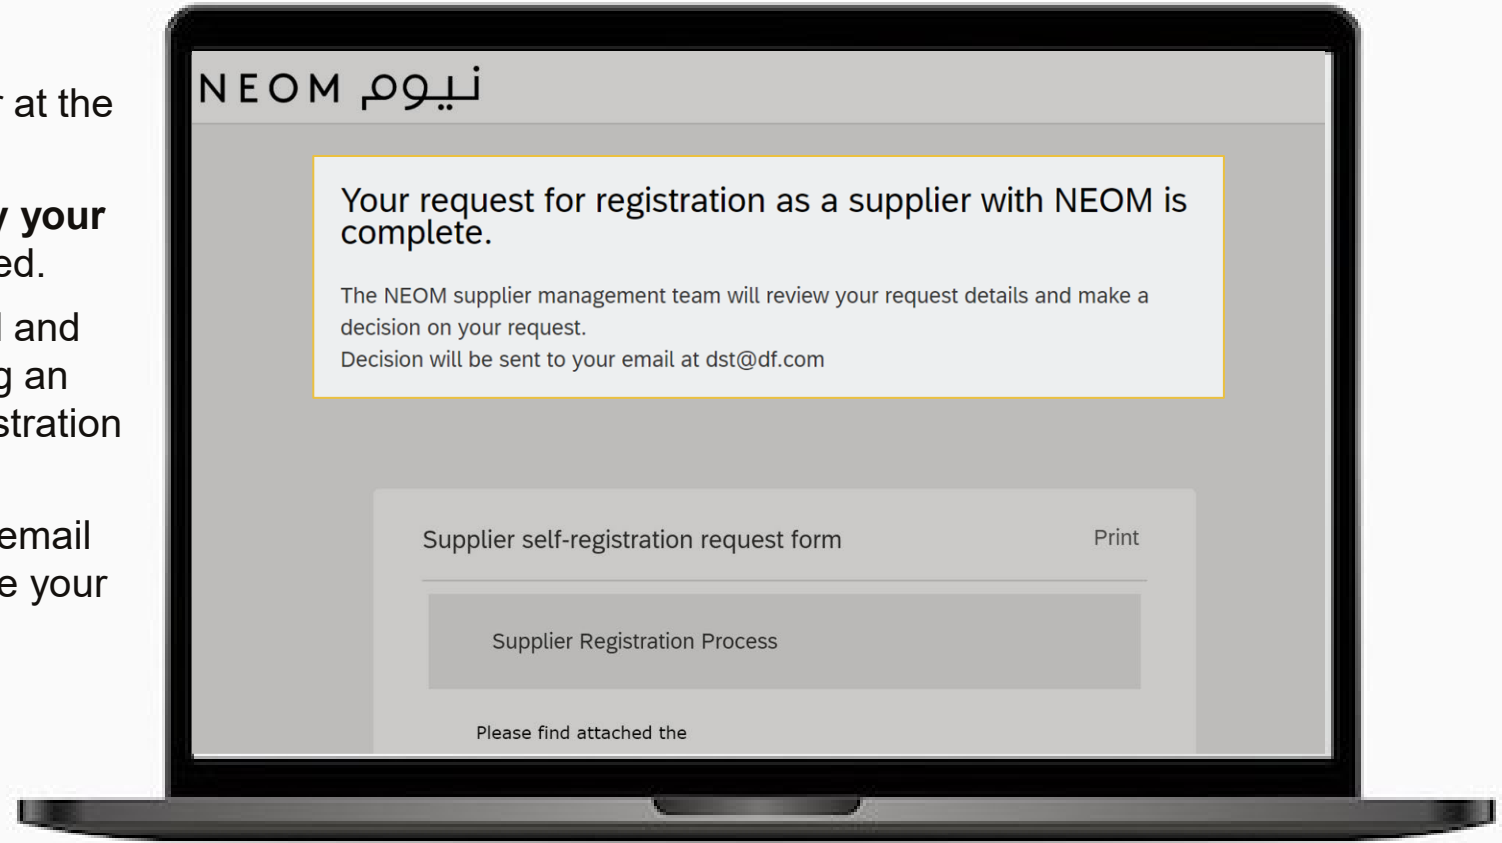 at the
your
ed.
and
an
stration
email
e your
NEOM نيوم
Your request for registration as a supplier with NEOM is
complete.
The NEOM supplier management team will review your request details and make a
decision on your request.
Decision will be sent to your email at dst@df.com
Supplier self-registration request form Print
Supplier Registration Process
Please find attached the